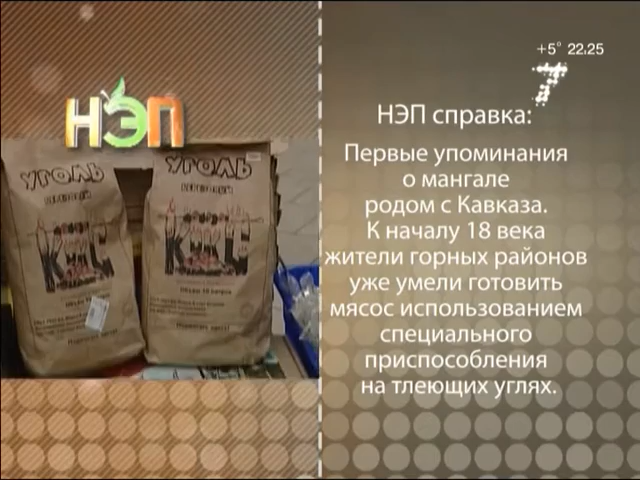 +5° 22.25
7
НЭП
НЭП справка:
Первые упоминания
о мангале
родом с Кавказа.
К началу 18 века
жители горных районов
уже умели готовить
мясос использованием
специального
приспособления
на тлеющих углях.
УГОЛЬ
УГОЛЬ